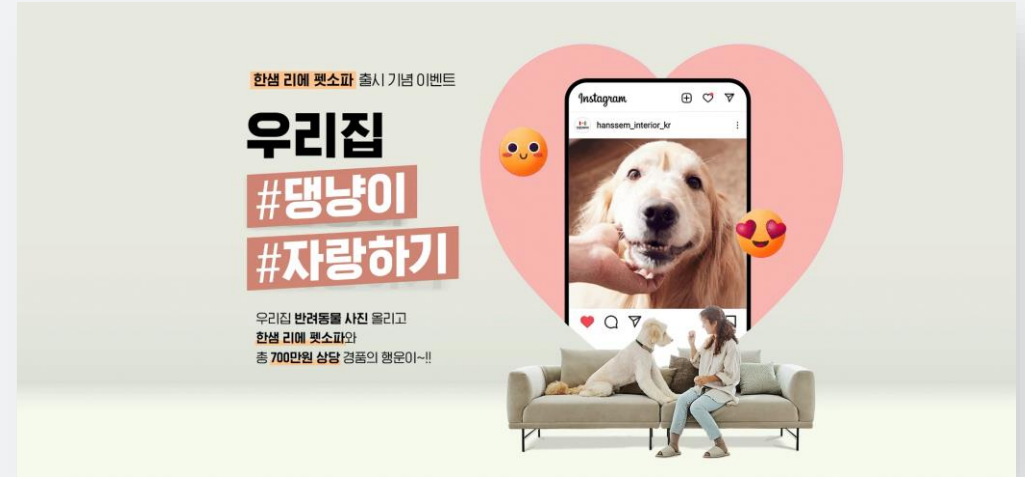 한샘 리에 펫소파 출시 기념 이벤트
우리집
#댕냥이
#자랑하기
우리집 반려동물 사진 올리고
한샘 리에 펫소파와
총 700만원 상당 경품의 행운이~!!
Instagram
hanssem_interior_kr